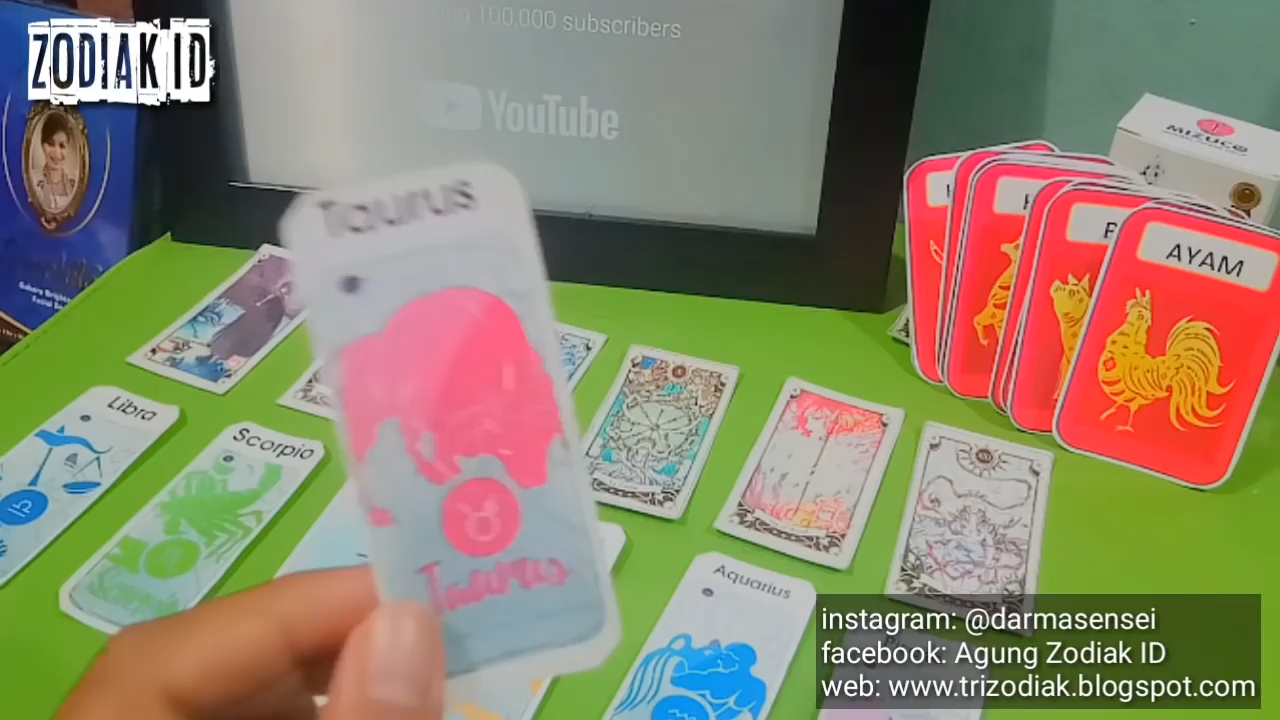 ZODIAK ID
100,000 subscribers
YouTube
Taurus
MIZUCO
AYAM
Libra
Scorpio
Taurus
Aquarius
instagram: @darmasensei
facebook: Agung Zodiak ID
web: www.trizodiak.blogspot.com